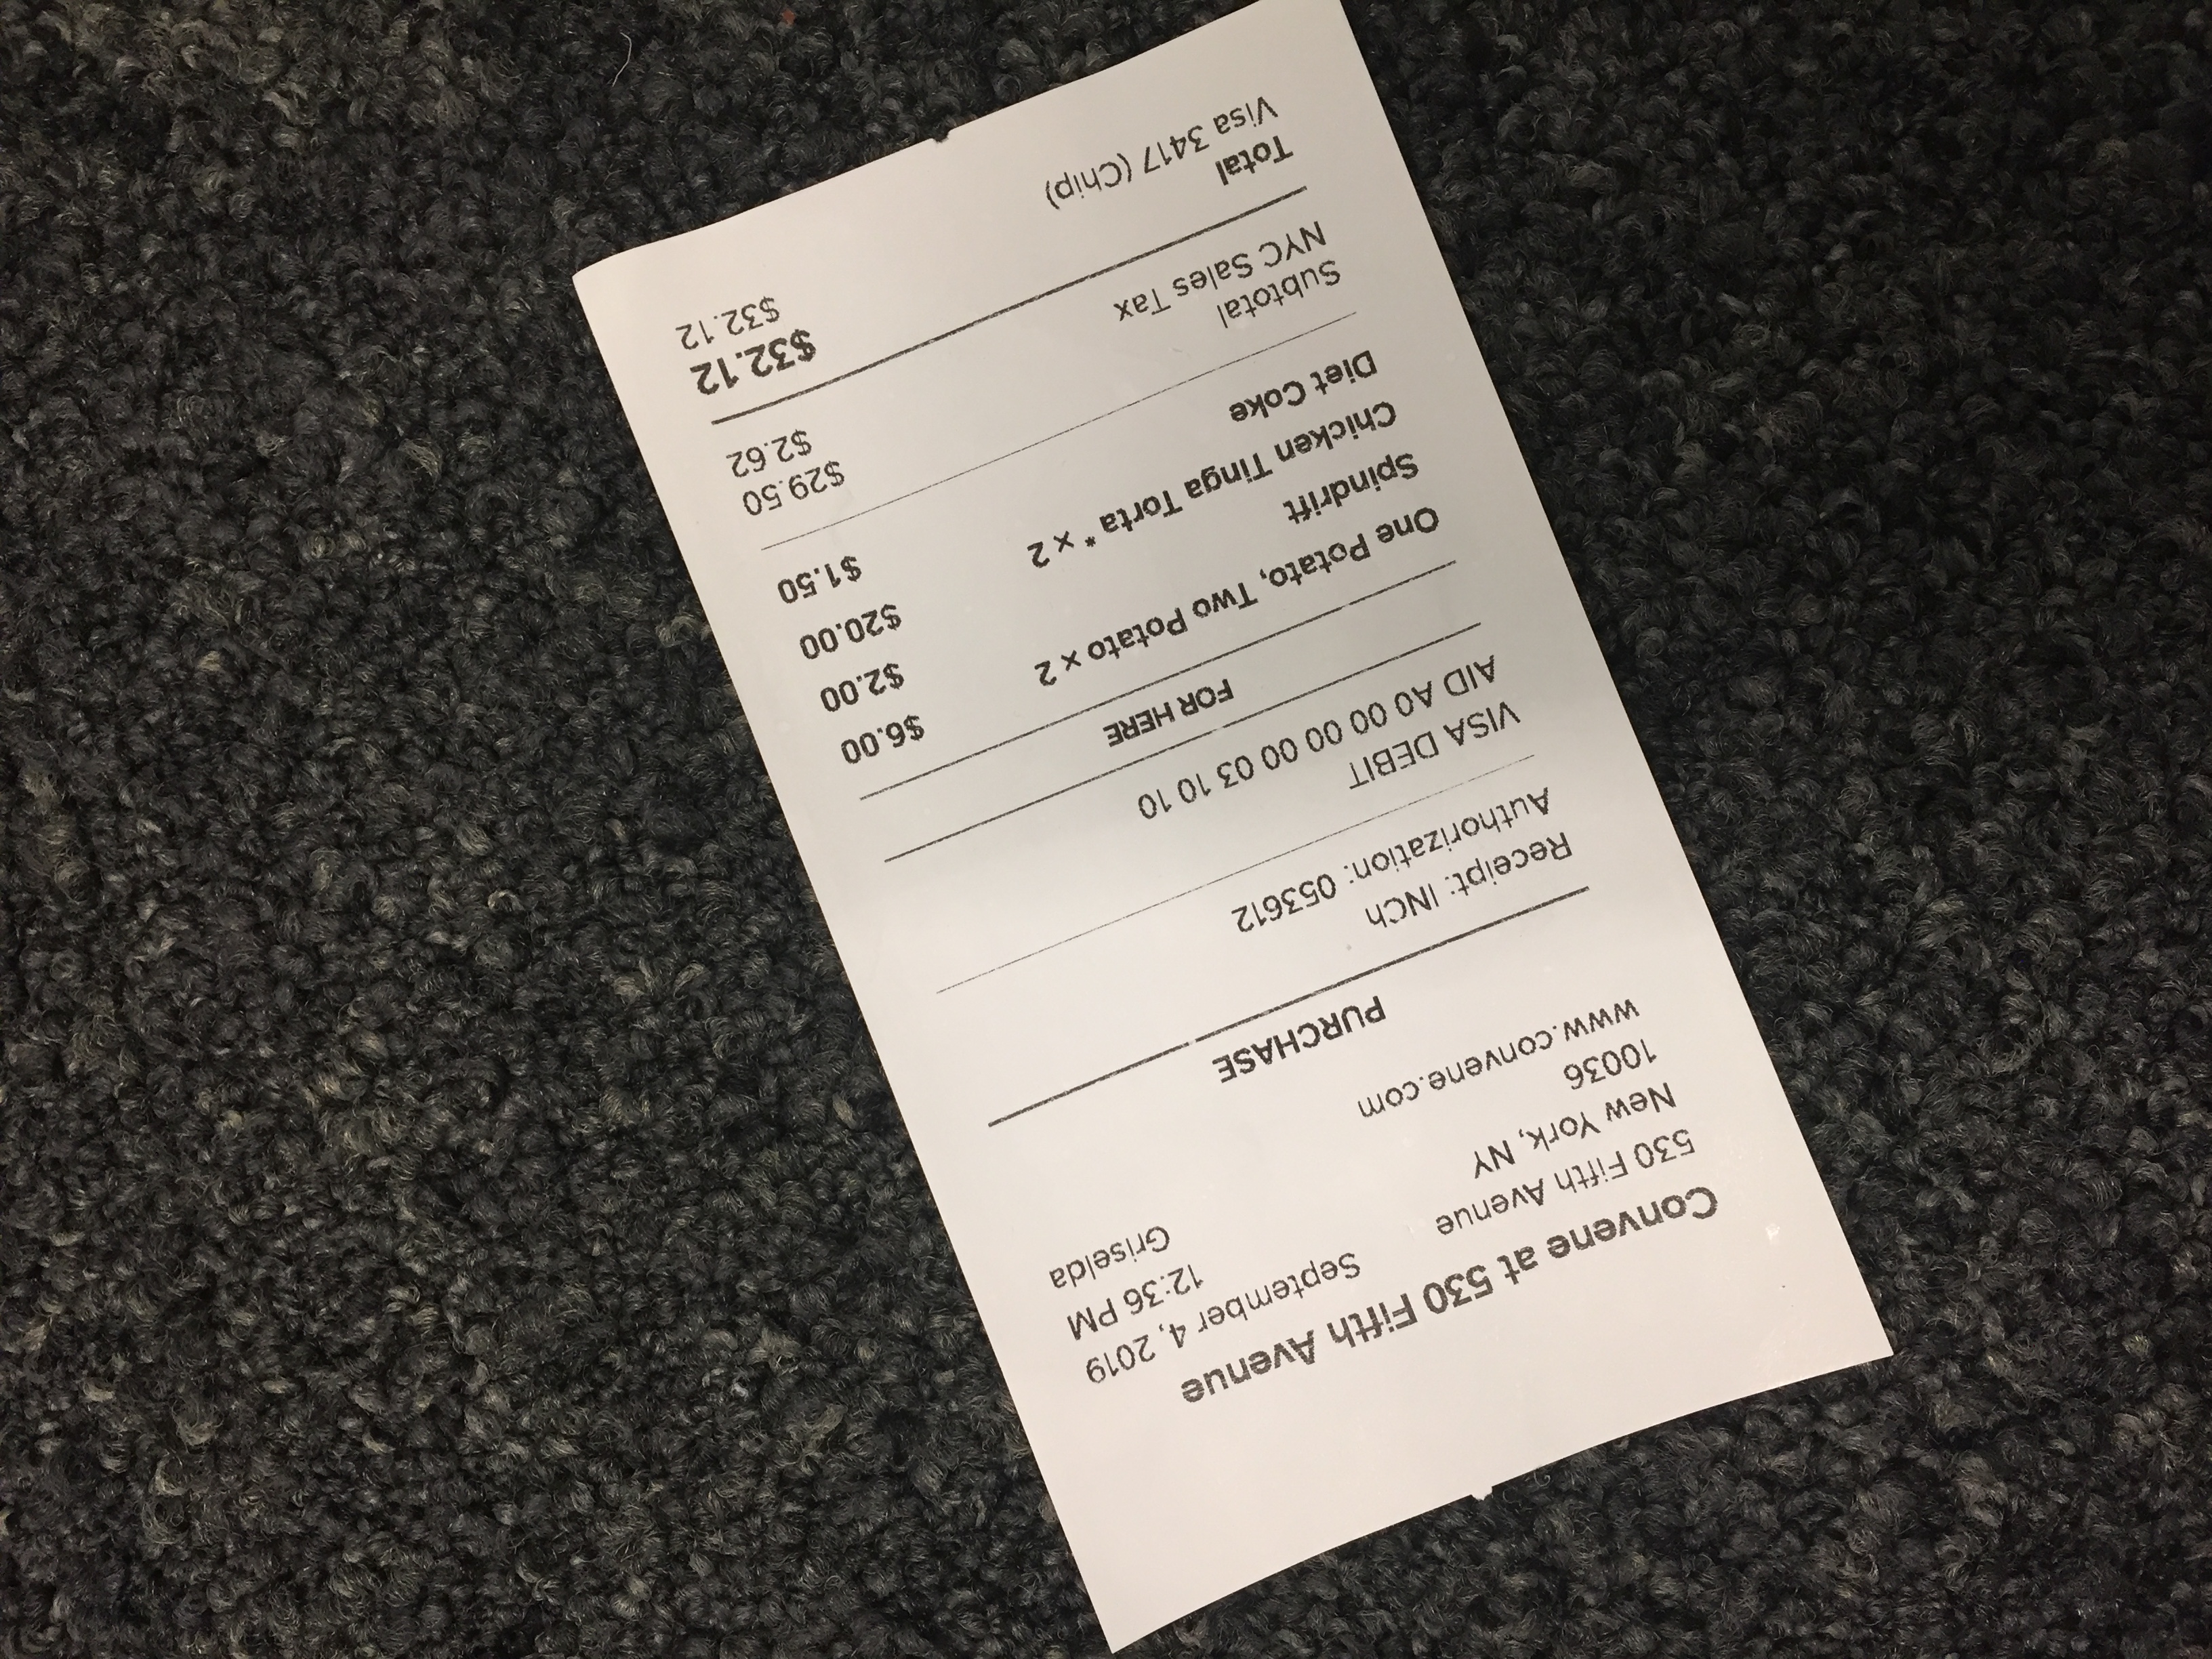 Convene at 530 Fifth Avenue
530 Fifth Avenue September 4, 2019
New York, NY 12:36 PM
10036 Griselda
www.convene.com
PURCHASE
Receipt: INCh
Authorization: 053612
VISA DEBIT
AID A0 00 00 00 03 10 10
FOR HERE
One Potato, Two Potato × 2 $6.00
Spindrift $2.00
Chicken Tinga Torta * × 2 $20.00
Diet Coke $1.50
Subtotal $29.50
NYC Sales Tax $2.62
Total $32.12
Visa 3417 (Chip) $32.12